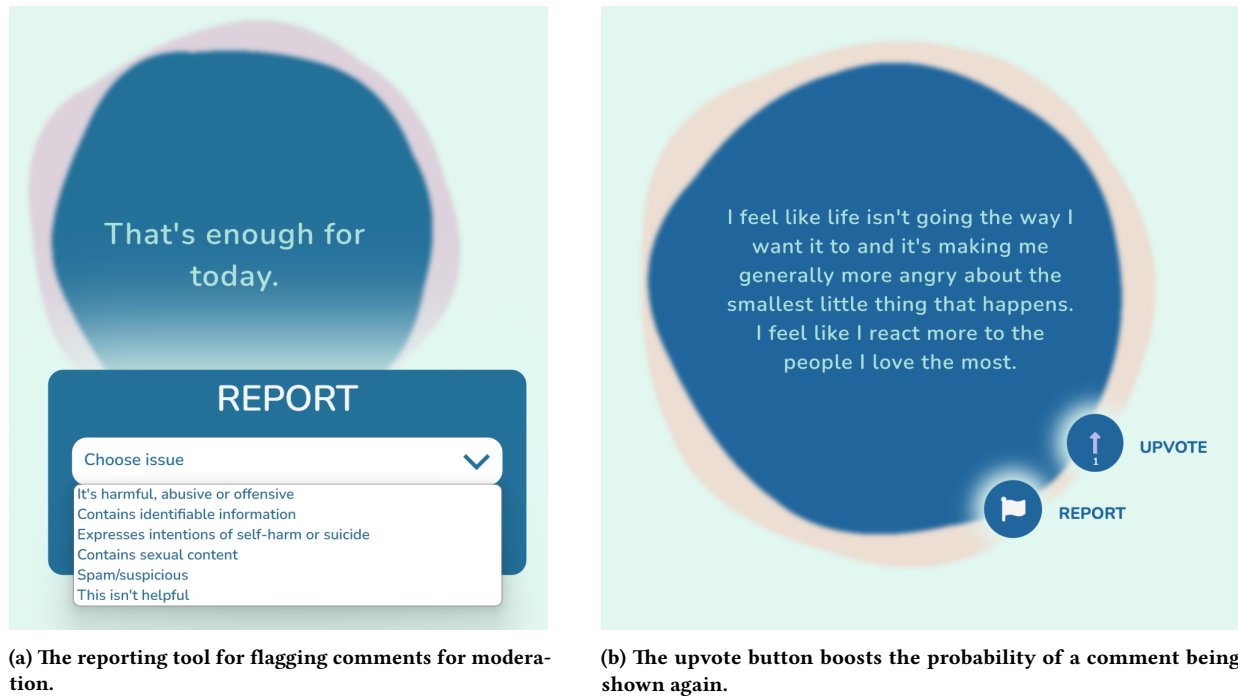 That's enough for
today.
REPORT
Choose issue
It's harmful, abusive or offensive
Contains identifiable information
Expresses intentions of self-harm or suicide
Contains sexual content
Spam/suspicious
This isn't helpful
(a) The reporting tool for flagging comments for modera-
tion.
I feel like life isn't going the way I
want it to and it's making me
generally more angry about the
smallest little thing that happens.
I feel like I react more to the
people I love the most.
1
UPVOTE
REPORT
(b) The upvote button boosts the probability of a comment being
shown again.